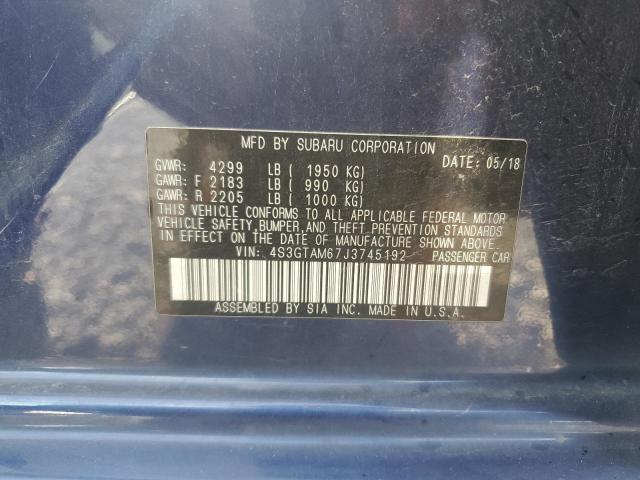 MFD BY SUBARU CORPORATION
GVWR: 4299 LB ( 1950 KG) DATE: 05/18
GAWR: F 2183 LB ( 990 KG)
GAWR: R 2205 LB ( 1000 KG)
THIS VEHICLE CONFORMS TO ALL APPLICABLE FEDERAL MOTOR
VEHICLE SAFETY, BUMPER, AND THEFT PREVENTION STANDARDS
IN EFFECT ON THE DATE OF MANUFACTURE SHOWN ABOVE.
VIN: 4S3GTAM67J3745192 PASSENGER CAR
ASSEMBLED BY SIA INC. MADE IN U.S.A.